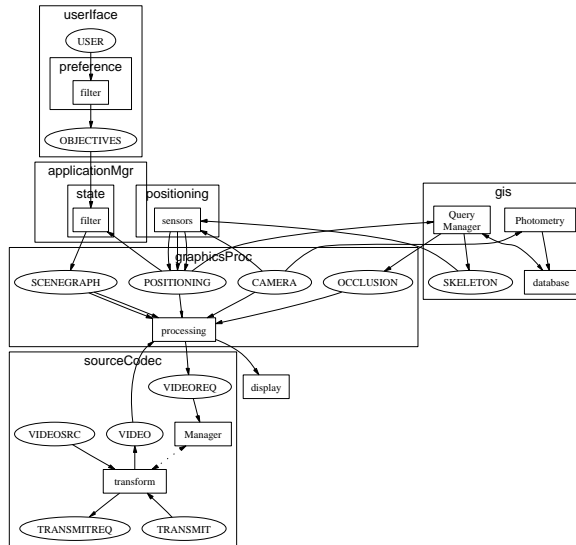 userIface
USER
preference
filter
OBJECTIVES
applicationMgr
state
filter
positioning
sensors
gis
Query
Manager
Photometry
graphicsProc
SCENEGRAPH
POSITIONING
CAMERA
OCCLUSION
SKELETON
database
processing
sourceCodec
VIDEOREQ
display
VIDEOSRC
VIDEO
Manager
transform
TRANSMITREQ
TRANSMIT